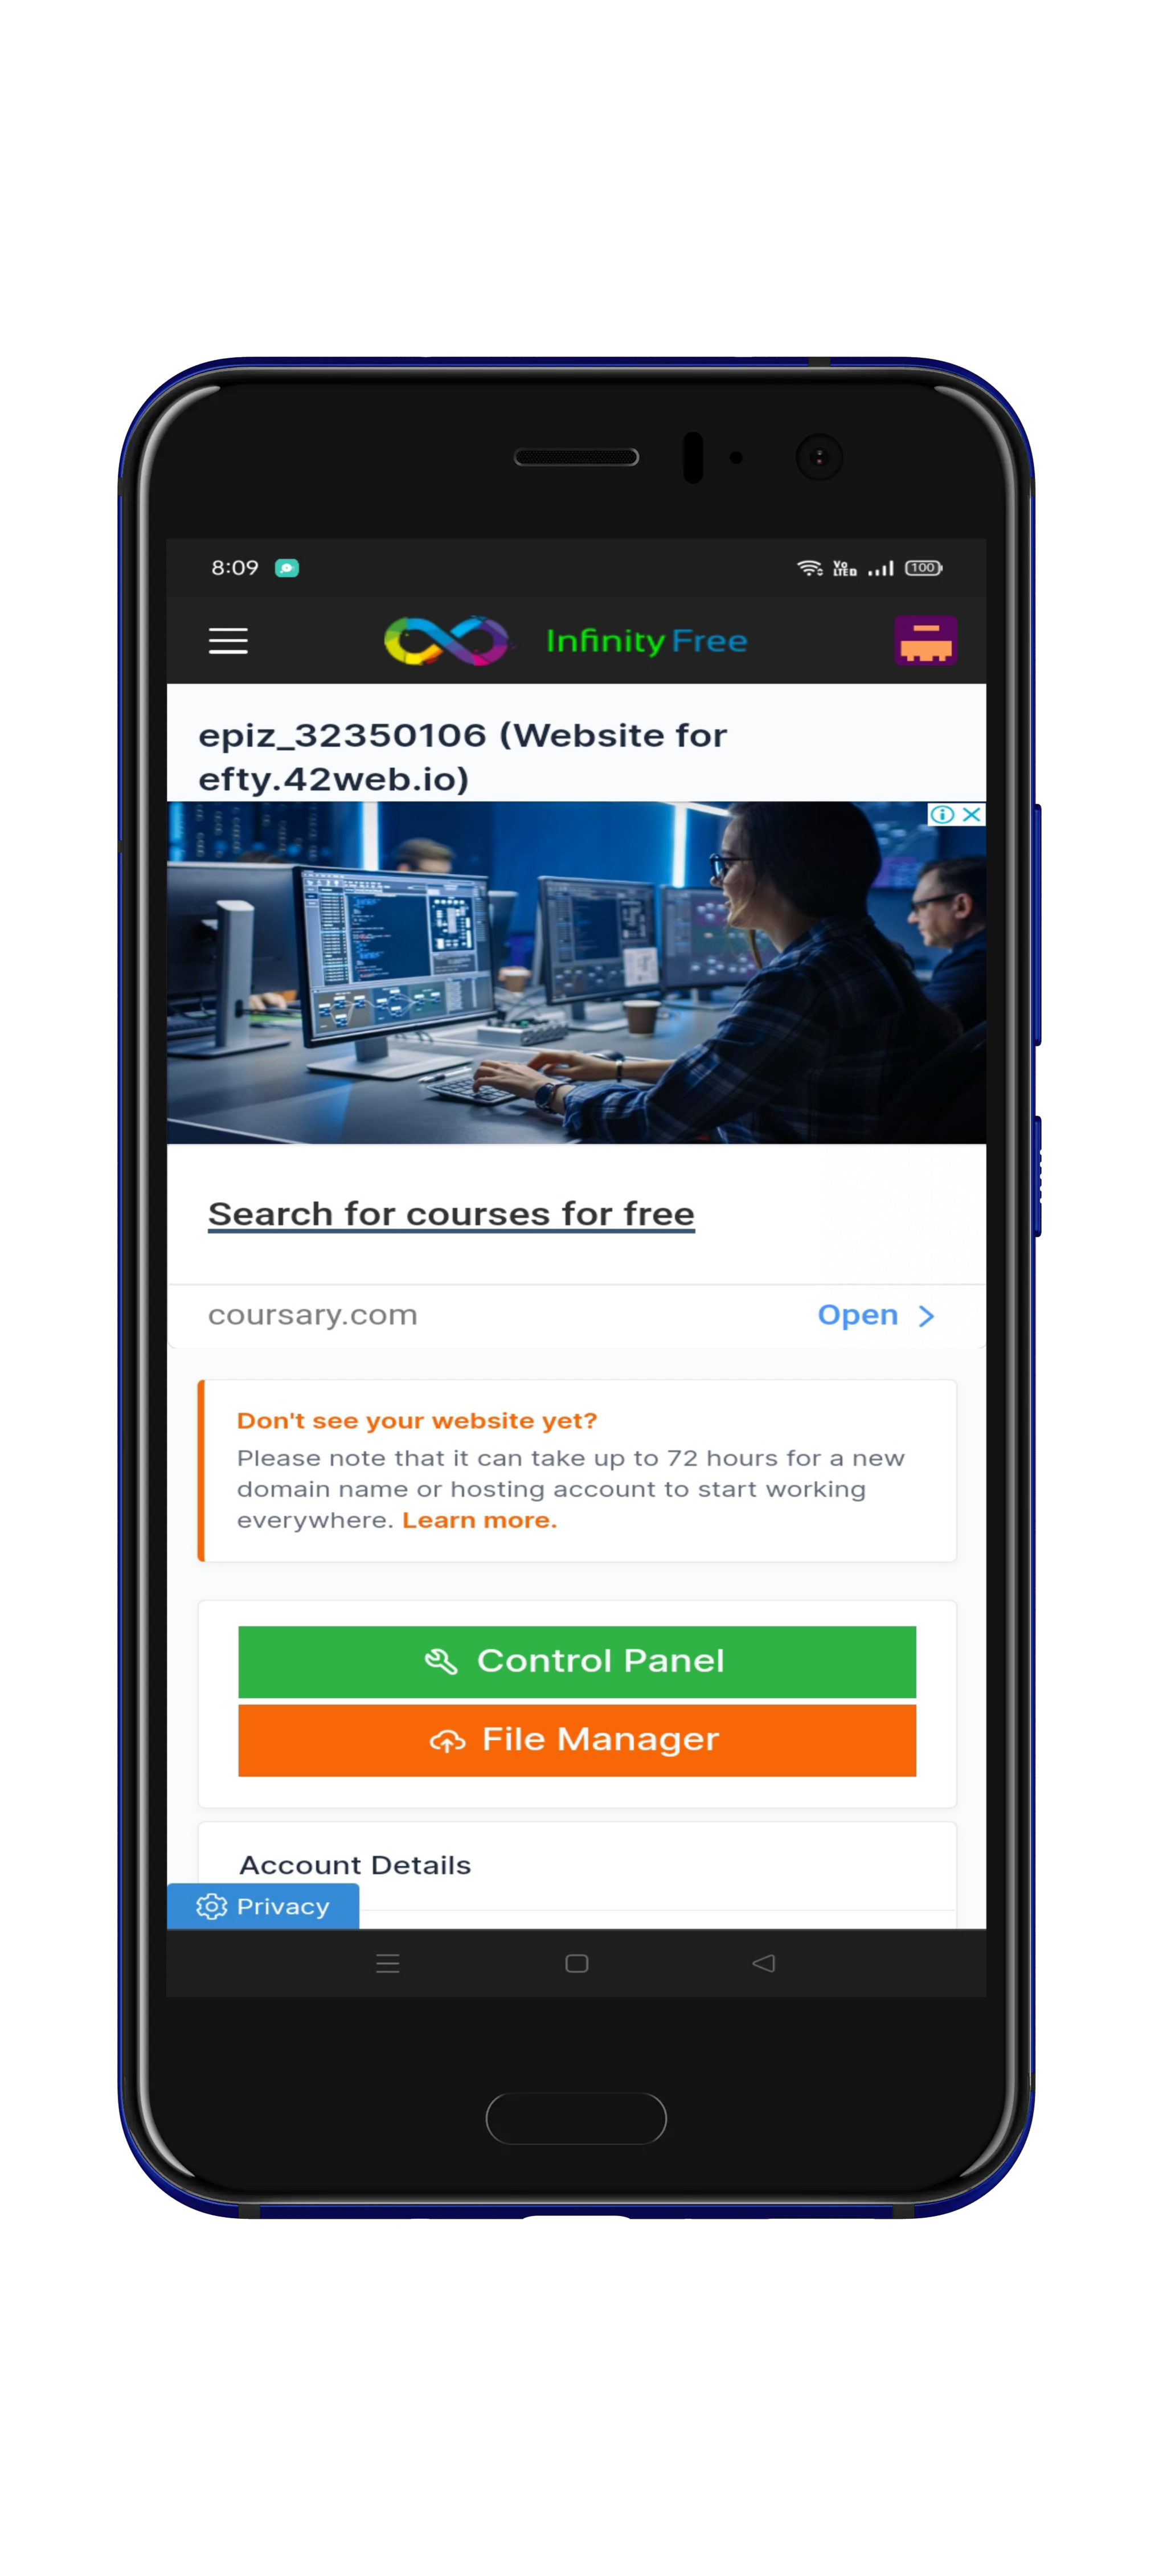 8:09
Vo
LTE
100
Infinity Free
epiz_32350106 (Website for
efty.42web.io)
Search for courses for free
coursary.com
Open
Don't see your website yet?
Please note that it can take up to 72 hours for a new
domain name or hosting account to start working
everywhere. Learn more.
Control Panel
File Manager
Account Details
Privacy